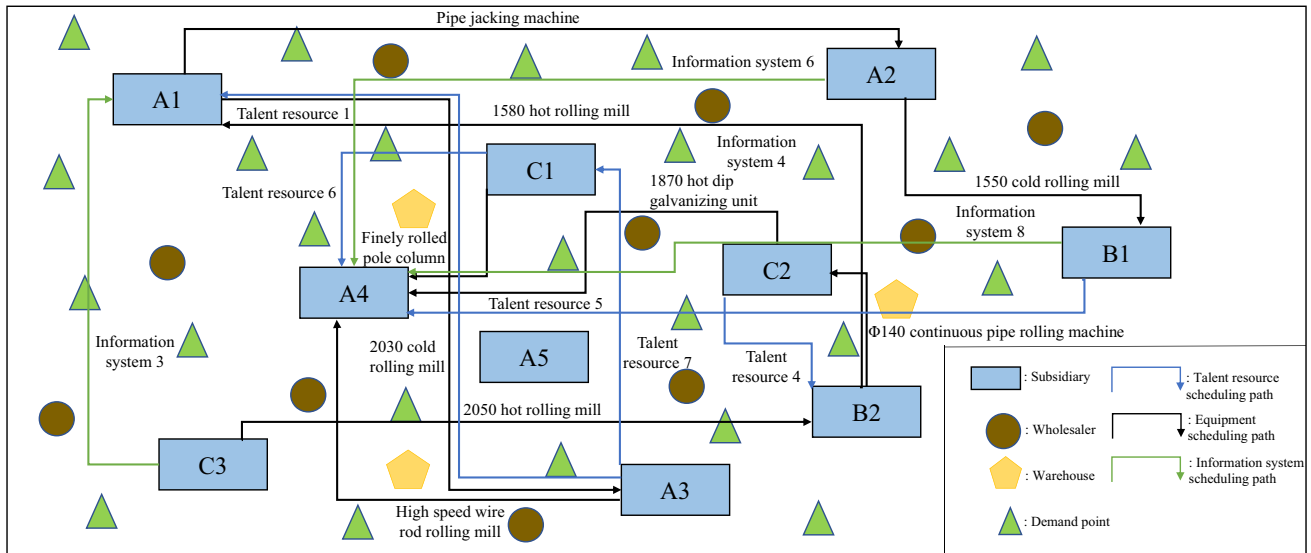 Pipe jacking machine
Information system 6
A2
A1
Talent resource 1
1580 hot rolling mill
Information
system 4
C1
Talent resource 6
1870 hot dip
galvanizing unit
1550 cold rolling mill
Information
system 8
Finely rolled
pole column
B1
C2
A4
Talent resource 5
Φ140 continuous pipe rolling machine
Information
system 3
2030 cold
rolling mill
A5
Talent
resource 7
Talent
resource 4
B2
2050 hot rolling mill
C3
A3
High speed wire
rod rolling mill
: Subsidiary
: Talent resource
scheduling path
: Wholesaler
: Equipment
scheduling path
: Warehouse
: Information system
scheduling path
: Demand point